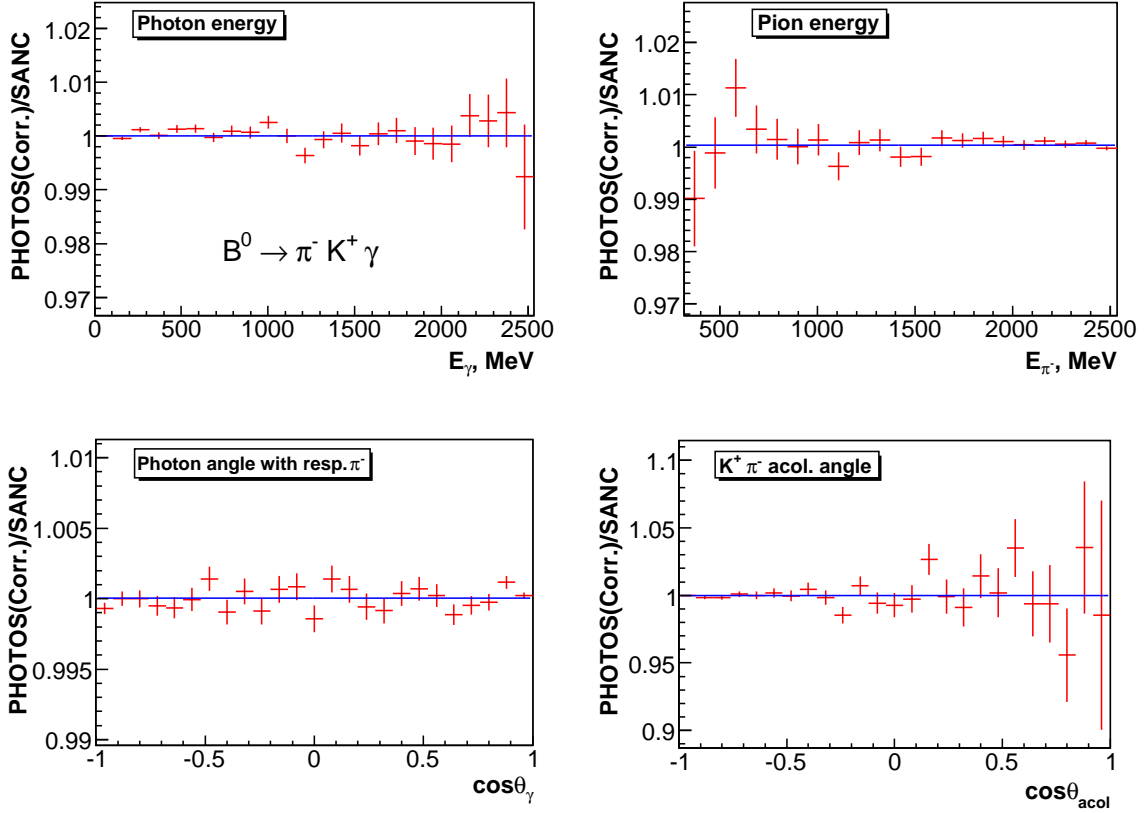 Photon energy
PHOTOS(Corr.)/SANC
1.02
1.01
1
0.99
0.98
0.97
B⁰ → π⁻ K⁺ γ
0 500 1000 1500 2000 2500
E_γ, MeV
Pion energy
PHOTOS(Corr.)/SANC
1.02
1.01
1
0.99
0.98
0.97
500 1000 1500 2000 2500
E_π⁻, MeV
Photon angle with resp. π⁻
PHOTOS(Corr.)/SANC
1.01
1.005
1
0.995
0.99
-1 -0.5 0 0.5 1
cosθ_γ
K⁺ π⁻ acol. angle
PHOTOS(Corr.)/SANC
1.1
1.05
1
0.95
0.9
-1 -0.5 0 0.5 1
cosθ_acol